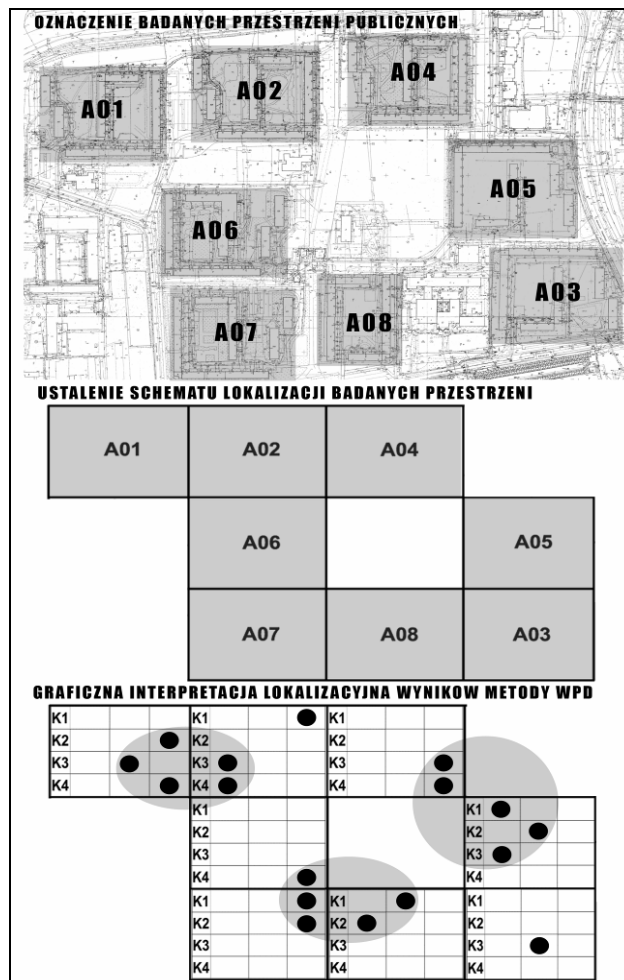 OZNACZENIE BADANYCH PRZESTRZENI PUBLICZNYCH
A01 A02 A04
A05
A06
A03
A07 A08
USTALENIE SCHEMATU LOKALIZACJI BADANYCH PRZESTRZENI
A01 A02 A04
A06 A05
A07 A08 A03
GRAFICZNA INTERPRETACJA LOKALIZACYJNA WYNIKOW METODY WPD
K1 K1 K1
K2 K2 K2
K3 K3 K3
K4 K4 K4
K1 K1
K2 K2
K3 K3
K4 K4
K1 K1 K1
K2 K2 K2
K3 K3 K3
K4 K4 K4